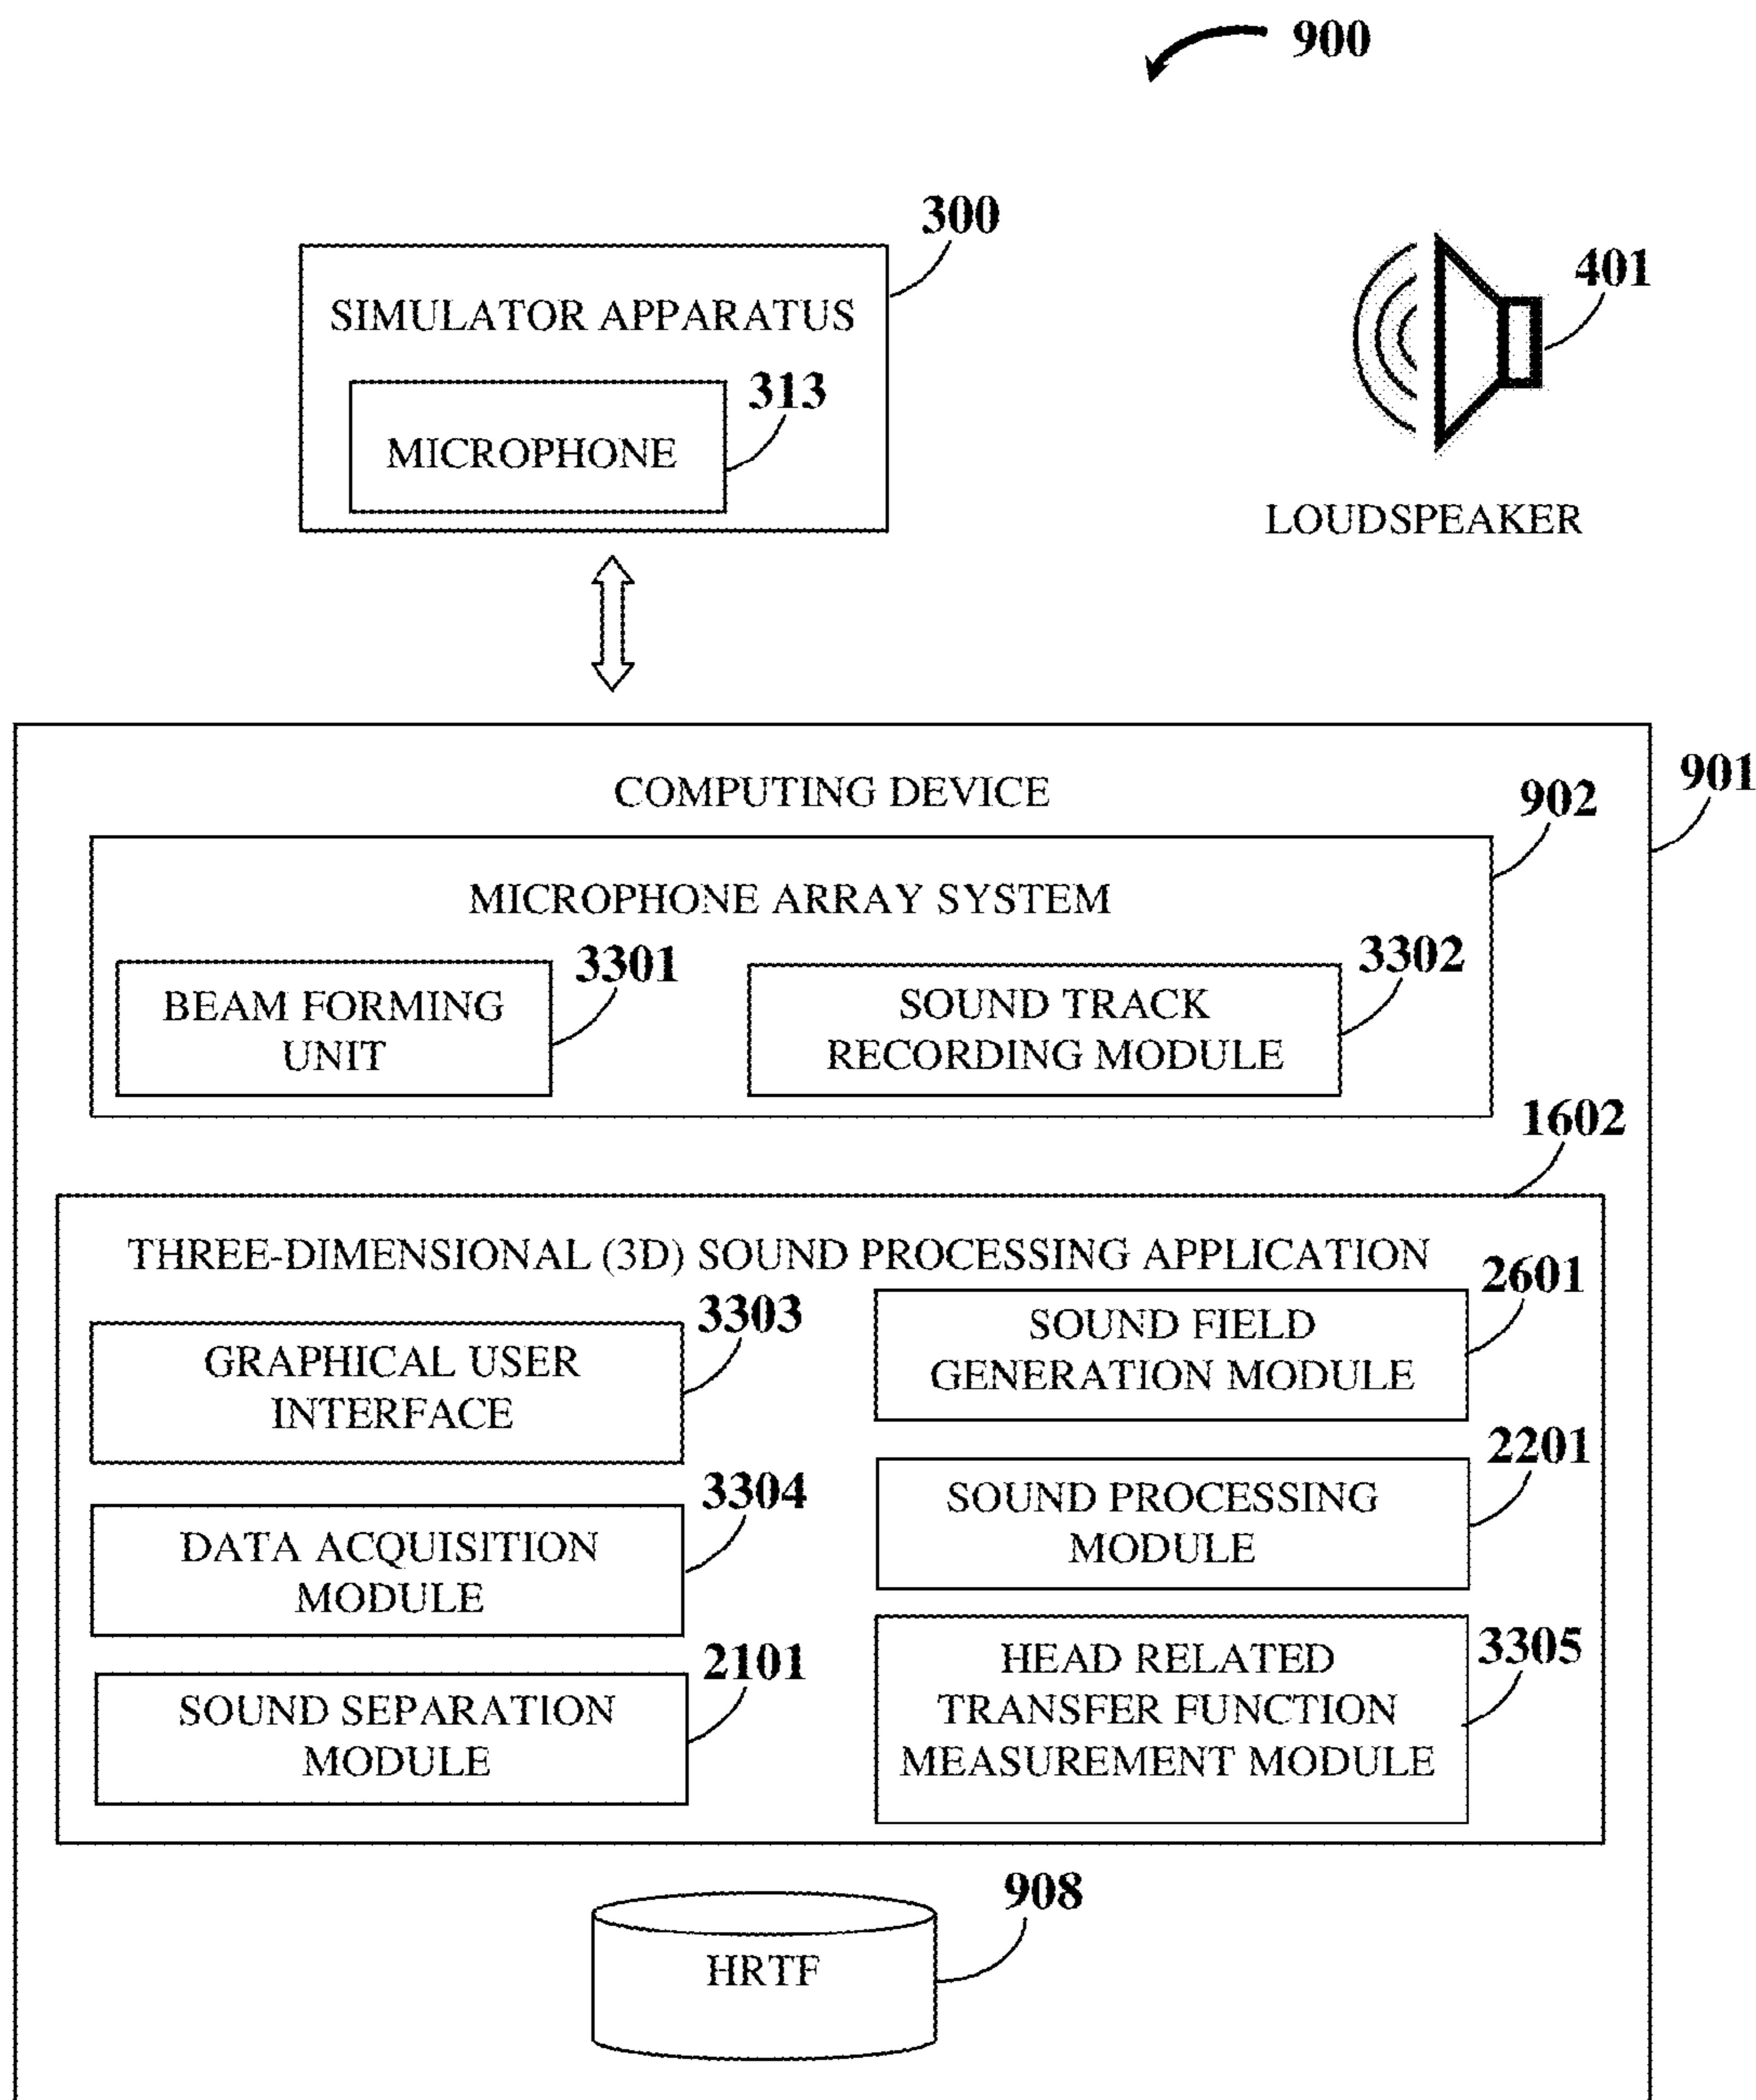 900
300
SIMULATOR APPARATUS
401
313
MICROPHONE
LOUDSPEAKER
901
COMPUTING DEVICE
902
MICROPHONE ARRAY SYSTEM
3301
3302
BEAM FORMING
UNIT
SOUND TRACK
RECORDING MODULE
1602
THREE-DIMENSIONAL (3D) SOUND PROCESSING APPLICATION
3303
GRAPHICAL USER
INTERFACE
2601
SOUND FIELD
GENERATION MODULE
3304
DATA ACQUISITION
MODULE
2201
SOUND PROCESSING
MODULE
2101
SOUND SEPARATION
MODULE
3305
HEAD RELATED
TRANSFER FUNCTION
MEASUREMENT MODULE
908
HRTF